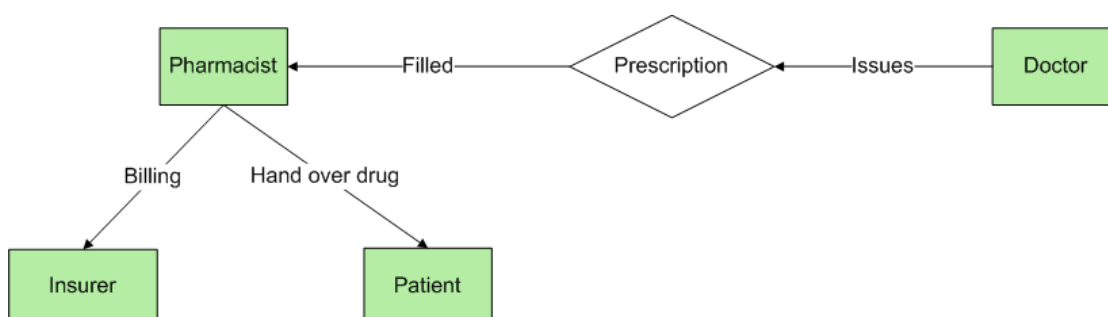 Pharmacist
Filled
Prescription
Issues
Doctor
Billing
Hand over drug
Insurer
Patient